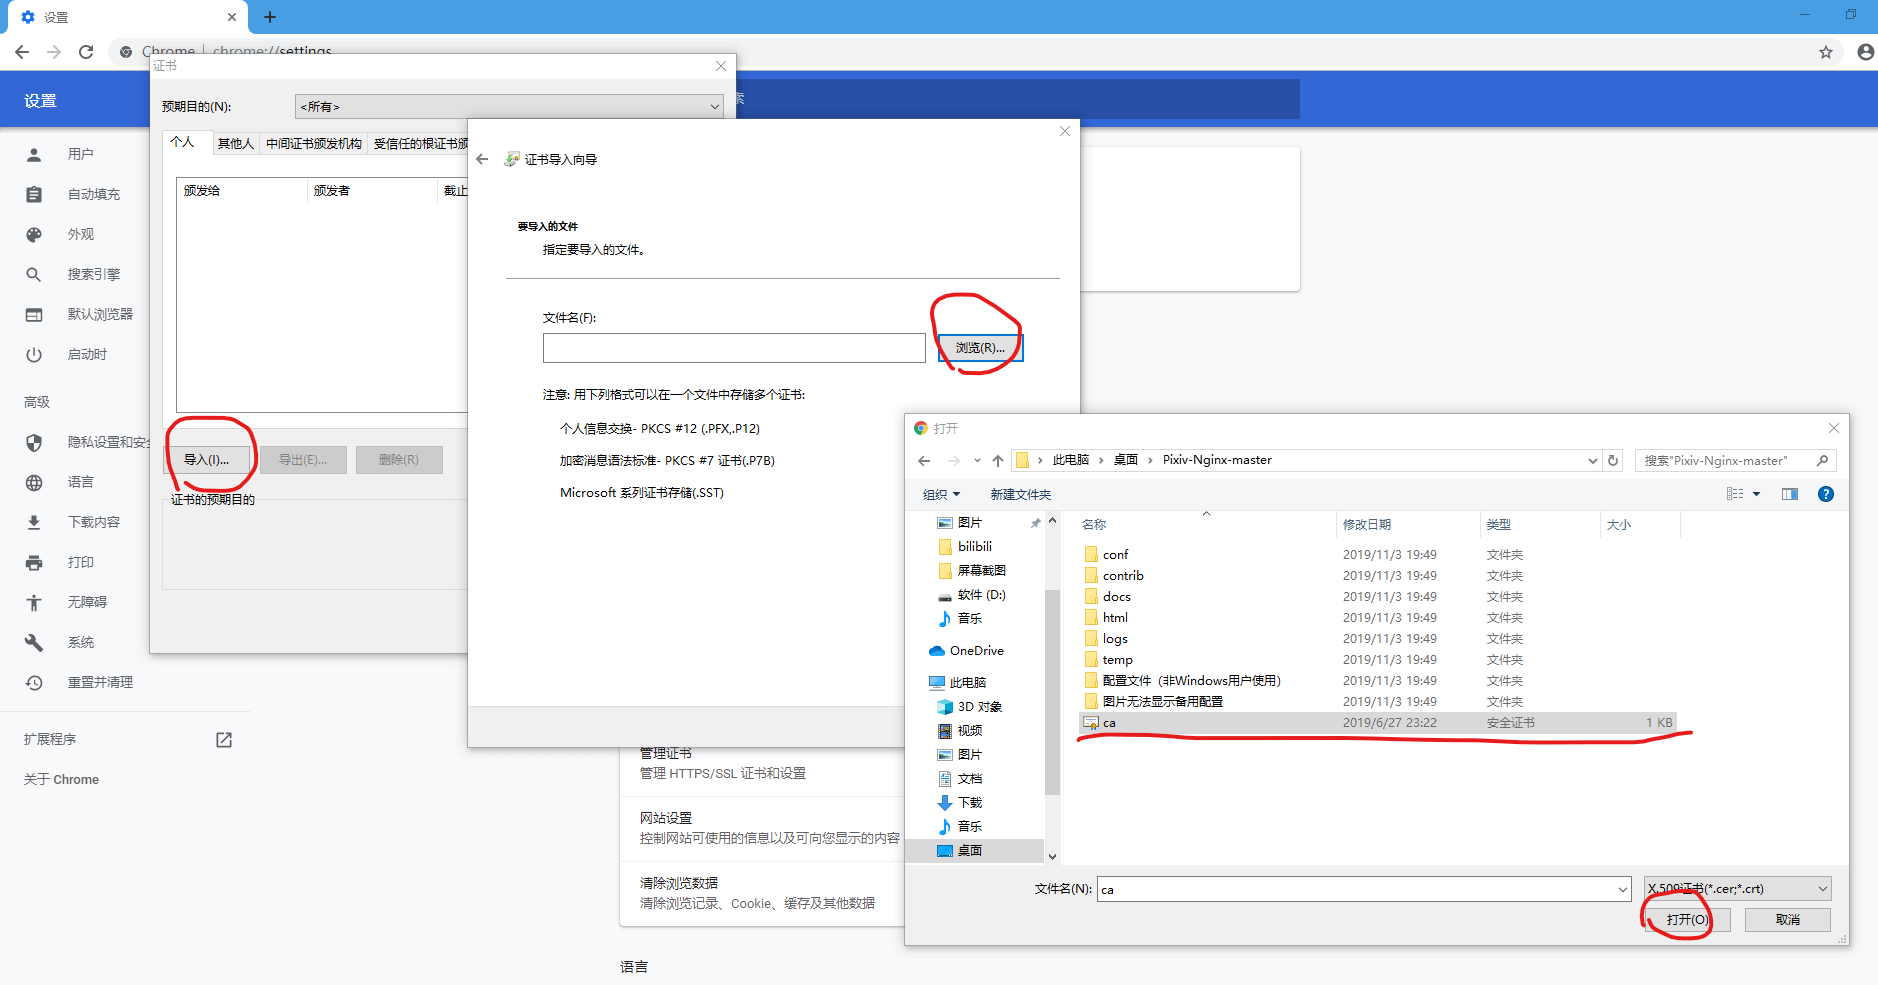 设置
Chrome | chrome://settings
设置
索
用户
自动填充
外观
搜索引擎
默认浏览器
启动时
高级
隐私设置和安全
语言
下载内容
打印
无障碍
系统
重置并清理
扩展程序
关于 Chrome
证书
预期目的(N):
<所有>
个人
其他人
中间证书颁发机构
受信任的根证书颁
颁发给
颁发者
截止
导入(I)...
导出(E)...
删除(R)
证书的预期目的
证书导入向导
要导入的文件
指定要导入的文件。
文件名(F):
浏览(R)...
注意: 用下列格式可以在一个文件中存储多个证书:
个人信息交换- PKCS #12 (.PFX,.P12)
加密消息语法标准- PKCS #7 证书(.P7B)
Microsoft 系列证书存储(.SST)
管理证书
管理 HTTPS/SSL 证书和设置
网站设置
控制网站可使用的信息以及可向您显示的内容
清除浏览数据
清除浏览记录、Cookie、缓存及其他数据
语言
打开
此电脑 › 桌面 › Pixiv-Nginx-master
搜索"Pixiv-Nginx-master"
组织
新建文件夹
图片
bilibili
屏幕截图
软件 (D:)
音乐
OneDrive
此电脑
3D 对象
视频
图片
文档
下载
音乐
桌面
名称 修改日期 类型 大小
conf 2019/11/3 19:49 文件夹
contrib 2019/11/3 19:49 文件夹
docs 2019/11/3 19:49 文件夹
html 2019/11/3 19:49 文件夹
logs 2019/11/3 19:49 文件夹
temp 2019/11/3 19:49 文件夹
配置文件（非Windows用户使用） 2019/11/3 19:49 文件夹
图片无法显示备用配置 2019/11/3 19:49 文件夹
ca 2019/6/27 23:22 安全证书 1 KB
文件名(N): ca
X.509证书(*.cer;*.crt)
打开(O)
取消